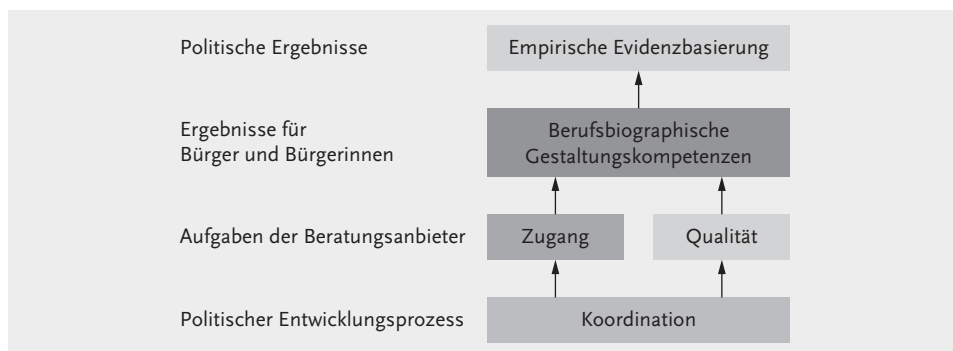 Politische Ergebnisse
Empirische Evidenzbasierung
Ergebnisse für
Bürger und Bürgerinnen
Berufsbiographische
Gestaltungskompetenzen
Aufgaben der Beratungsanbieter
Zugang
Qualität
Politischer Entwicklungsprozess
Koordination